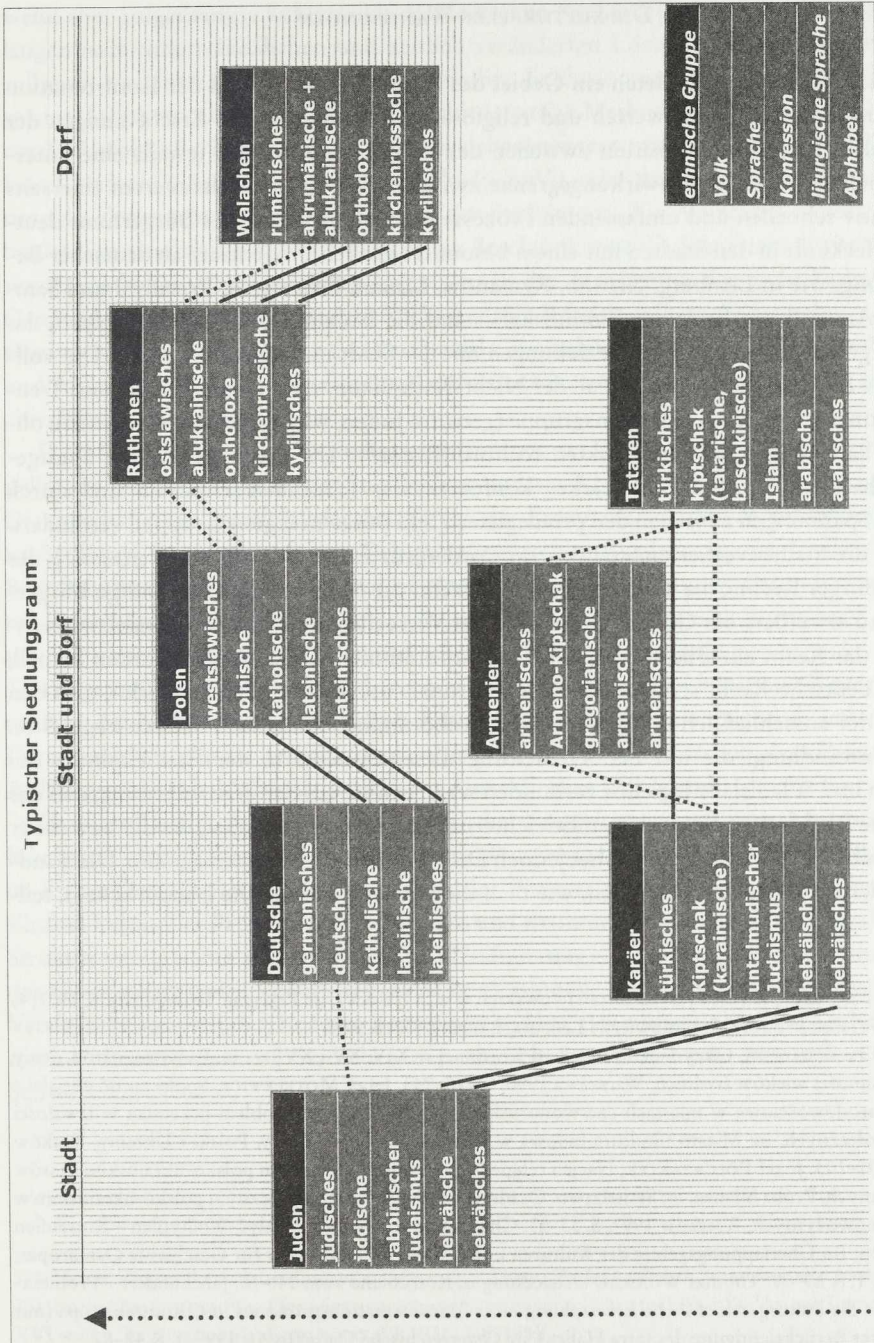 Typischer Siedlungsraum
Stadt
Stadt und Dorf
Dorf
Juden
jüdisches
jiddische
rabbinischer
Judaismus
hebräische
hebräisches
Deutsche
germanisches
deutsche
katholische
lateinische
lateinisches
Polen
westslawisches
polnische
katholische
lateinische
lateinisches
Ruthenen
ostslawisches
altukrainische
orthodoxe
kirchenrussische
kyrillisches
Walachen
rumänisches
altrumänische +
altukrainische
orthodoxe
kirchenrussische
kyrillisches
Karäer
türkisches
Kiptschak
(karaimische)
untalmudischer
Judaismus
hebräische
hebräisches
Armenier
armenisches
Armeno-Kiptschak
gregorianische
armenische
armenisches
Tataren
türkisches
Kiptschak
(tatarische,
baschkirische)
Islam
arabische
arabisches
ethnische Gruppe
Volk
Sprache
Konfession
liturgische Sprache
Alphabet